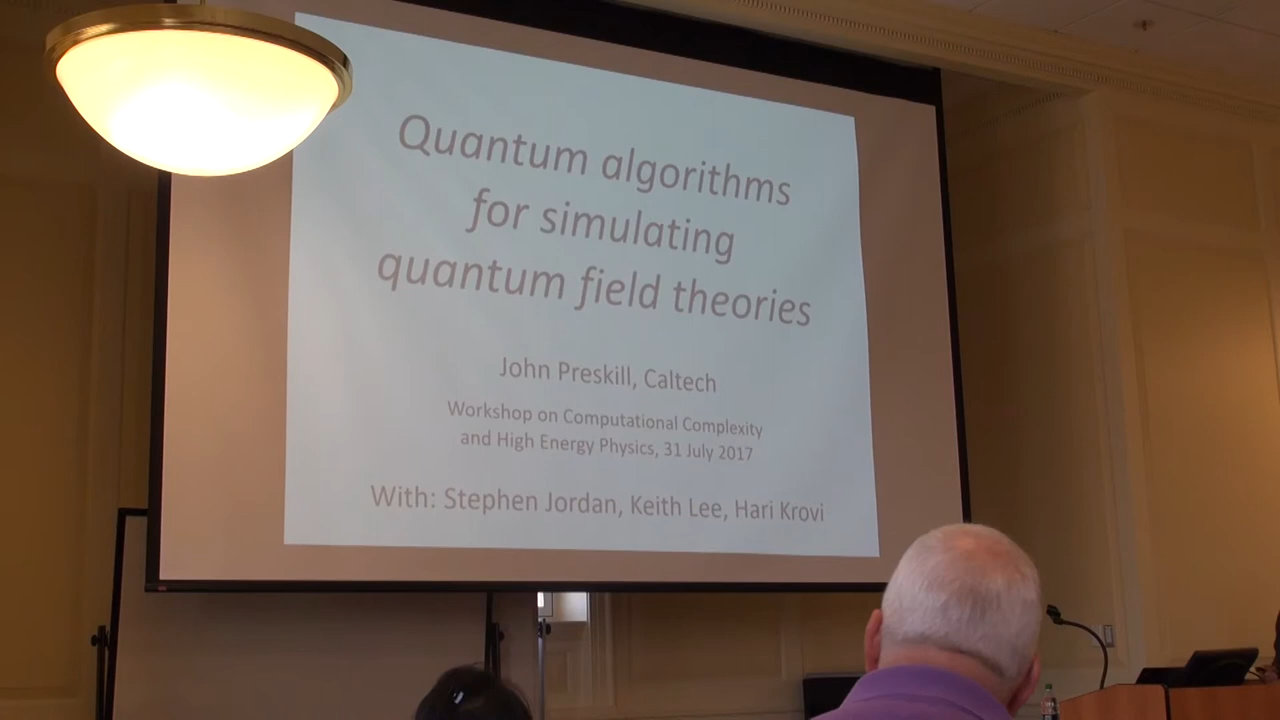 Quantum algorithms
for simulating
quantum field theories
John Preskill, Caltech
Workshop on Computational Complexity
and High Energy Physics, 31 July 2017
With: Stephen Jordan, Keith Lee, Hari Krovi